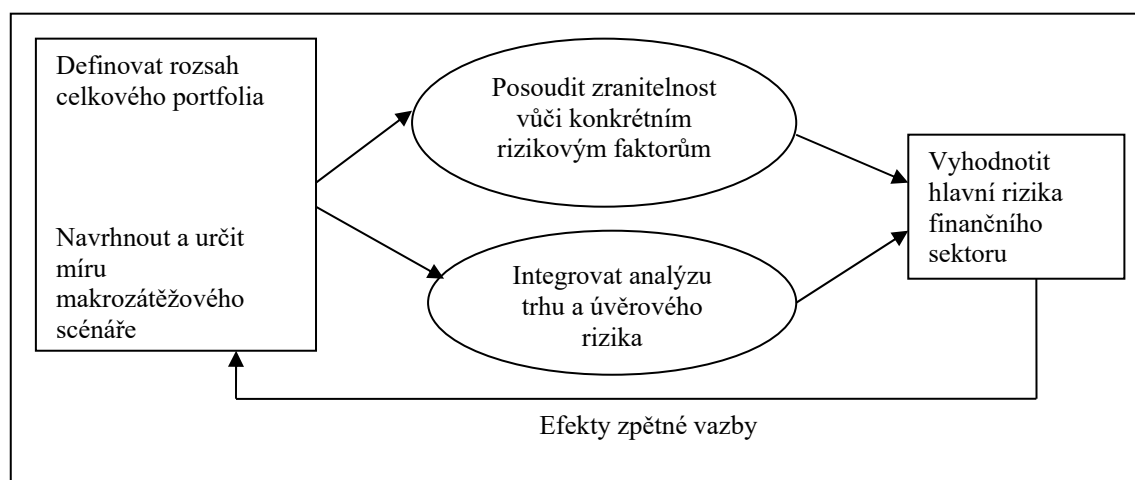 Definovat rozsah
celkového portfolia
Navrhnout a určit
míru
makrozátěžového
scénáře
Posoudit zranitelnost
vůči konkrétním
rizikovým faktorům
Integrovat analýzu
trhu a úvěrového
rizika
Vyhodnotit
hlavní rizika
finančního
sektoru
Efekty zpětné vazby